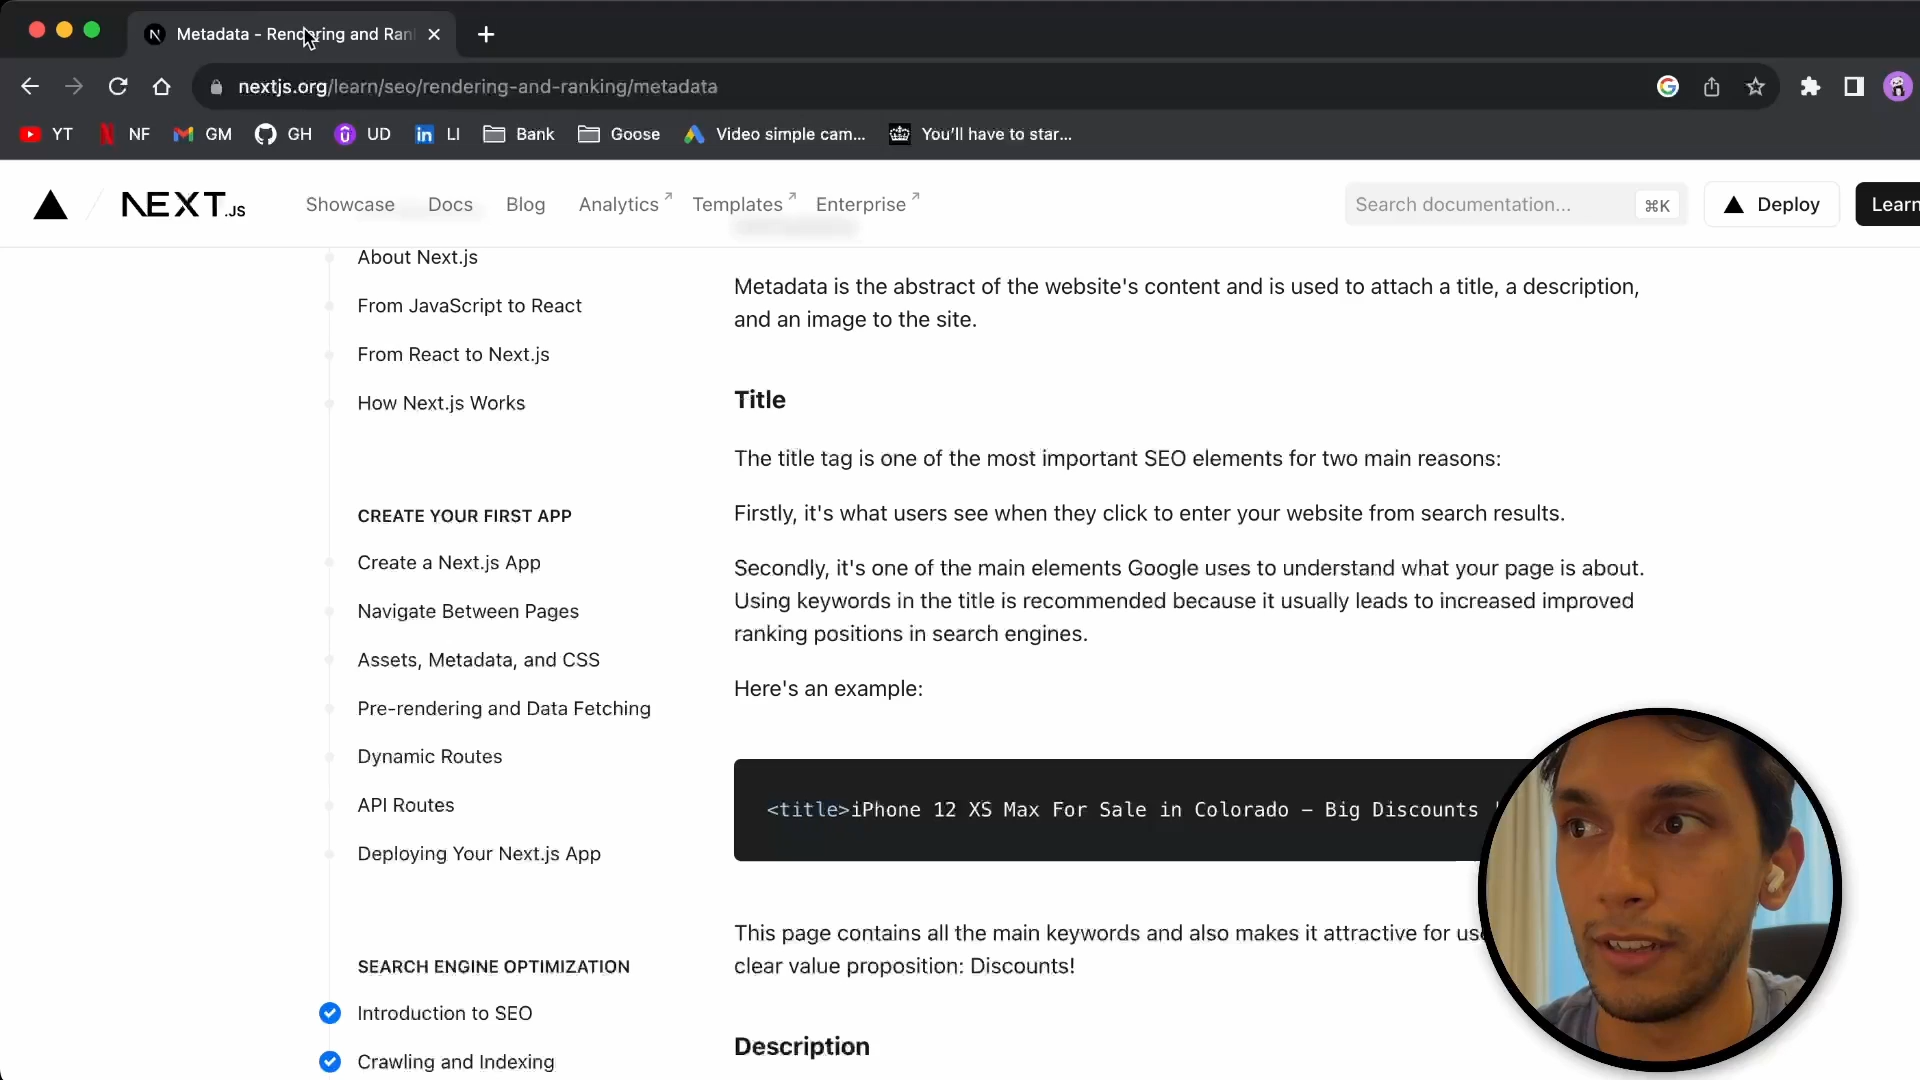 Metadata - Rendering and Ran
nextjs.org/learn/seo/rendering-and-ranking/metadata
YT NF GM GH UD LI Bank Goose Video simple cam... You'll have to star...
NEXT.JS Showcase Docs Blog Analytics Templates Enterprise Search documentation... ⌘K Deploy Learn
About Next.js
From JavaScript to React
From React to Next.js
How Next.js Works
CREATE YOUR FIRST APP
Create a Next.js App
Navigate Between Pages
Assets, Metadata, and CSS
Pre-rendering and Data Fetching
Dynamic Routes
API Routes
Deploying Your Next.js App
SEARCH ENGINE OPTIMIZATION
Introduction to SEO
Crawling and Indexing
Metadata is the abstract of the website's content and is used to attach a title, a description,
and an image to the site.
Title
The title tag is one of the most important SEO elements for two main reasons:
Firstly, it's what users see when they click to enter your website from search results.
Secondly, it's one of the main elements Google uses to understand what your page is about.
Using keywords in the title is recommended because it usually leads to increased improved
ranking positions in search engines.
Here's an example:
<title>iPhone 12 XS Max For Sale in Colorado - Big Discounts
This page contains all the main keywords and also makes it attractive for
clear value proposition: Discounts!
Description